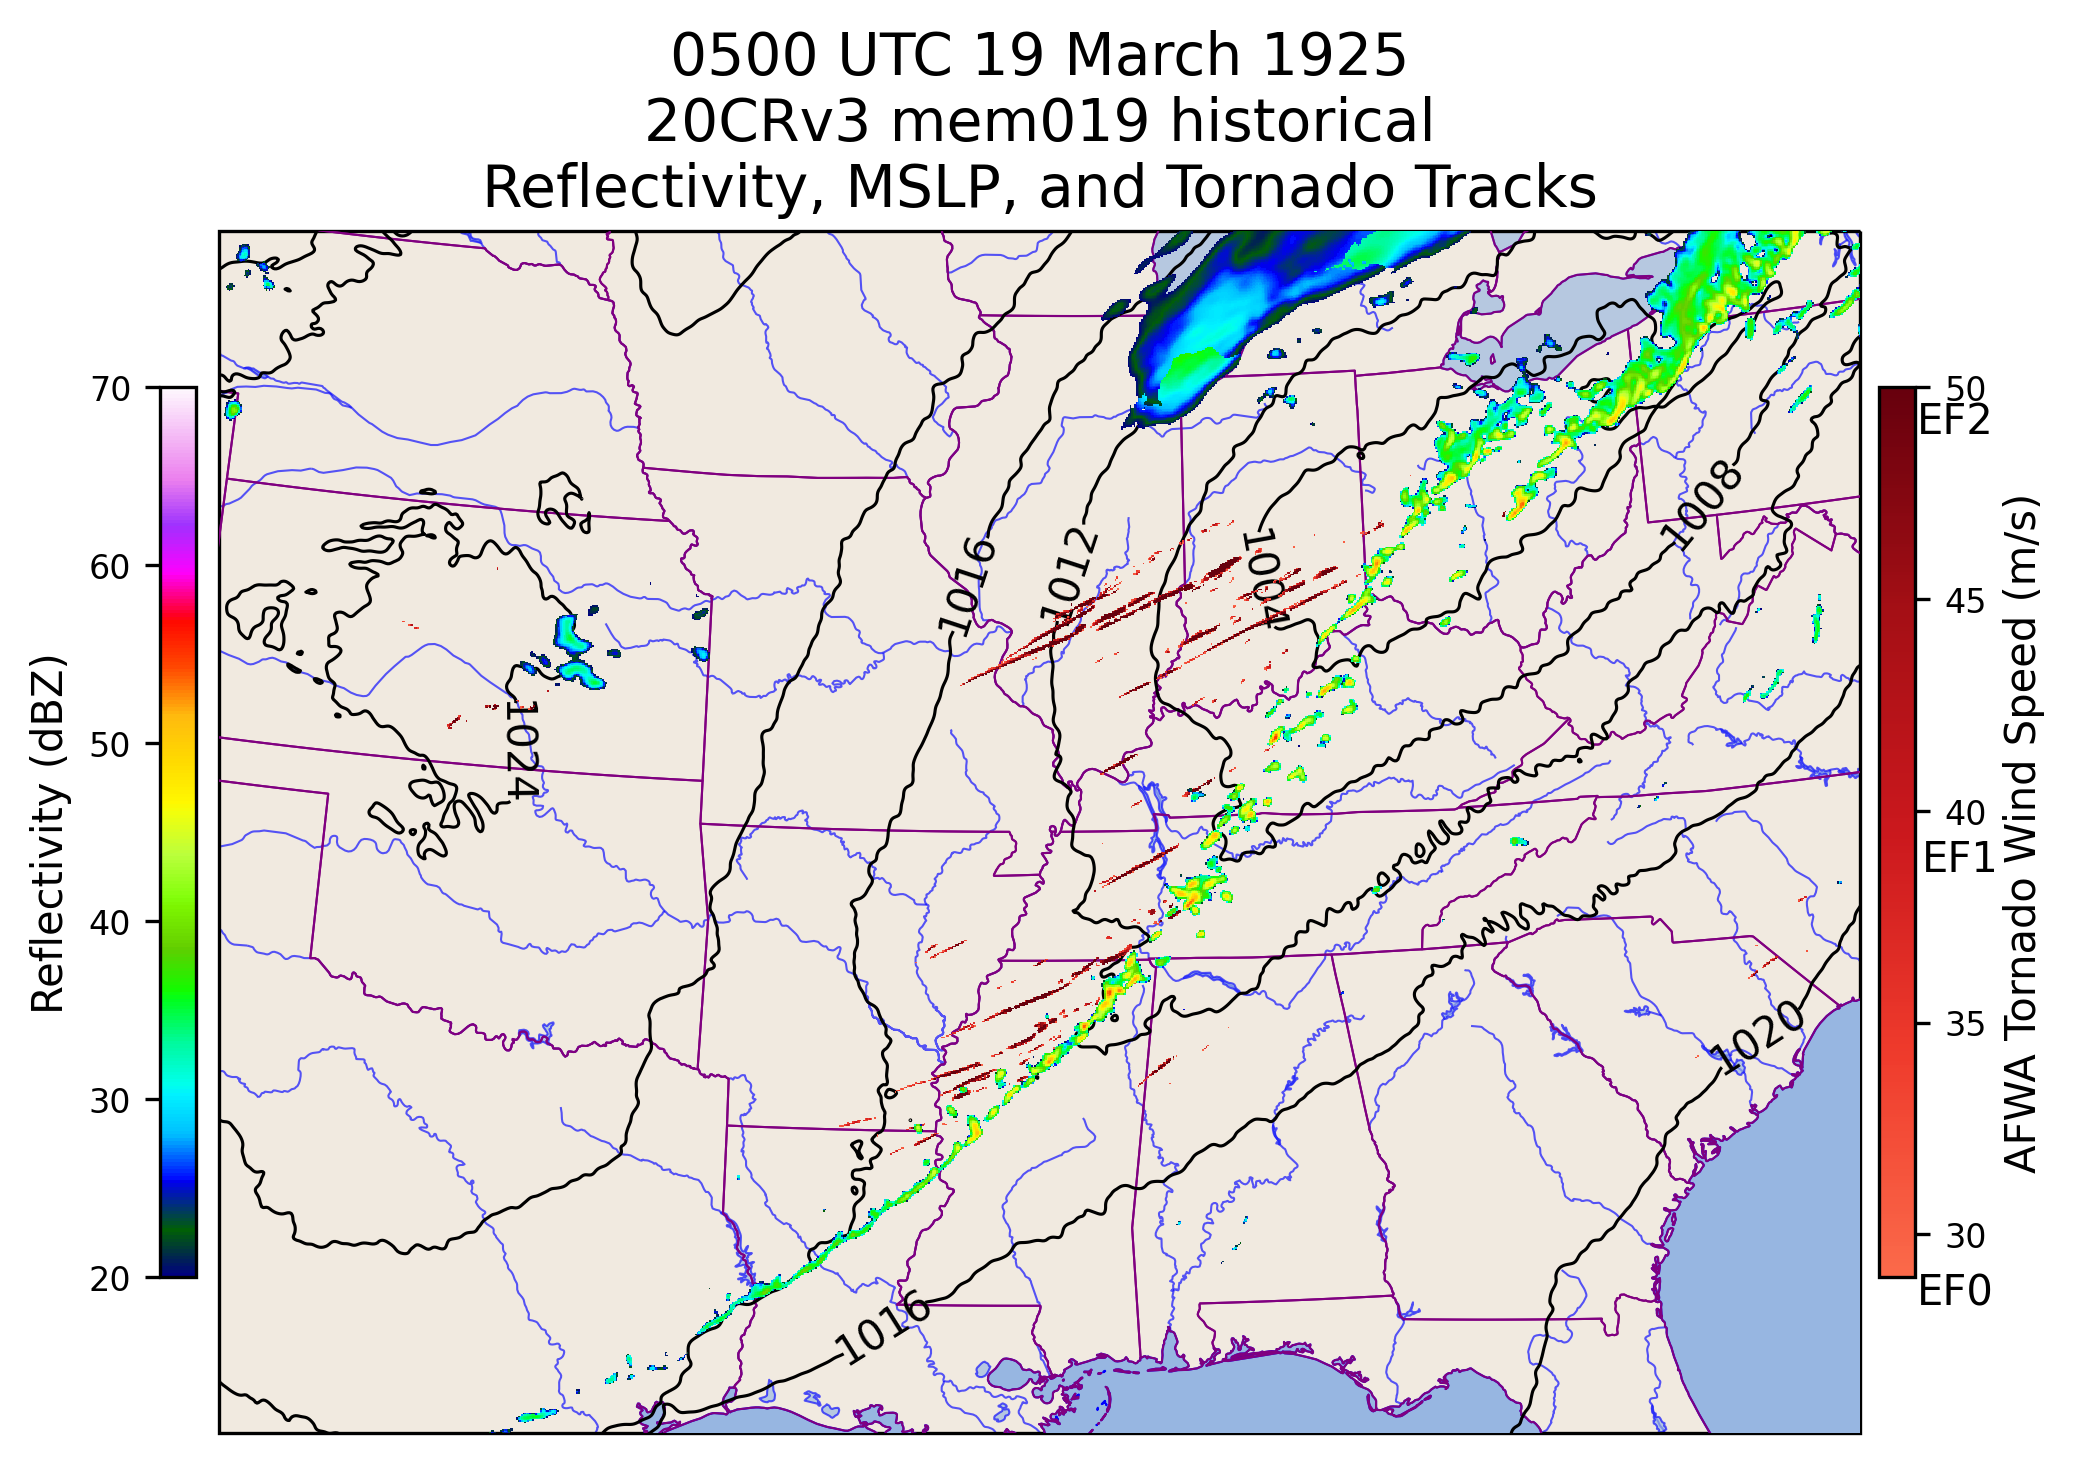 0500 UTC 19 March 1925
20CRv3 mem019 historical
Reflectivity, MSLP, and Tornado Tracks
Reflectivity (dBZ)
70
60
50
40
30
20
1016
1012
1004
1008
1024
1020
1016
50
EF2
45
40
EF1
35
30
EF0
AFWA Tornado Wind Speed (m/s)